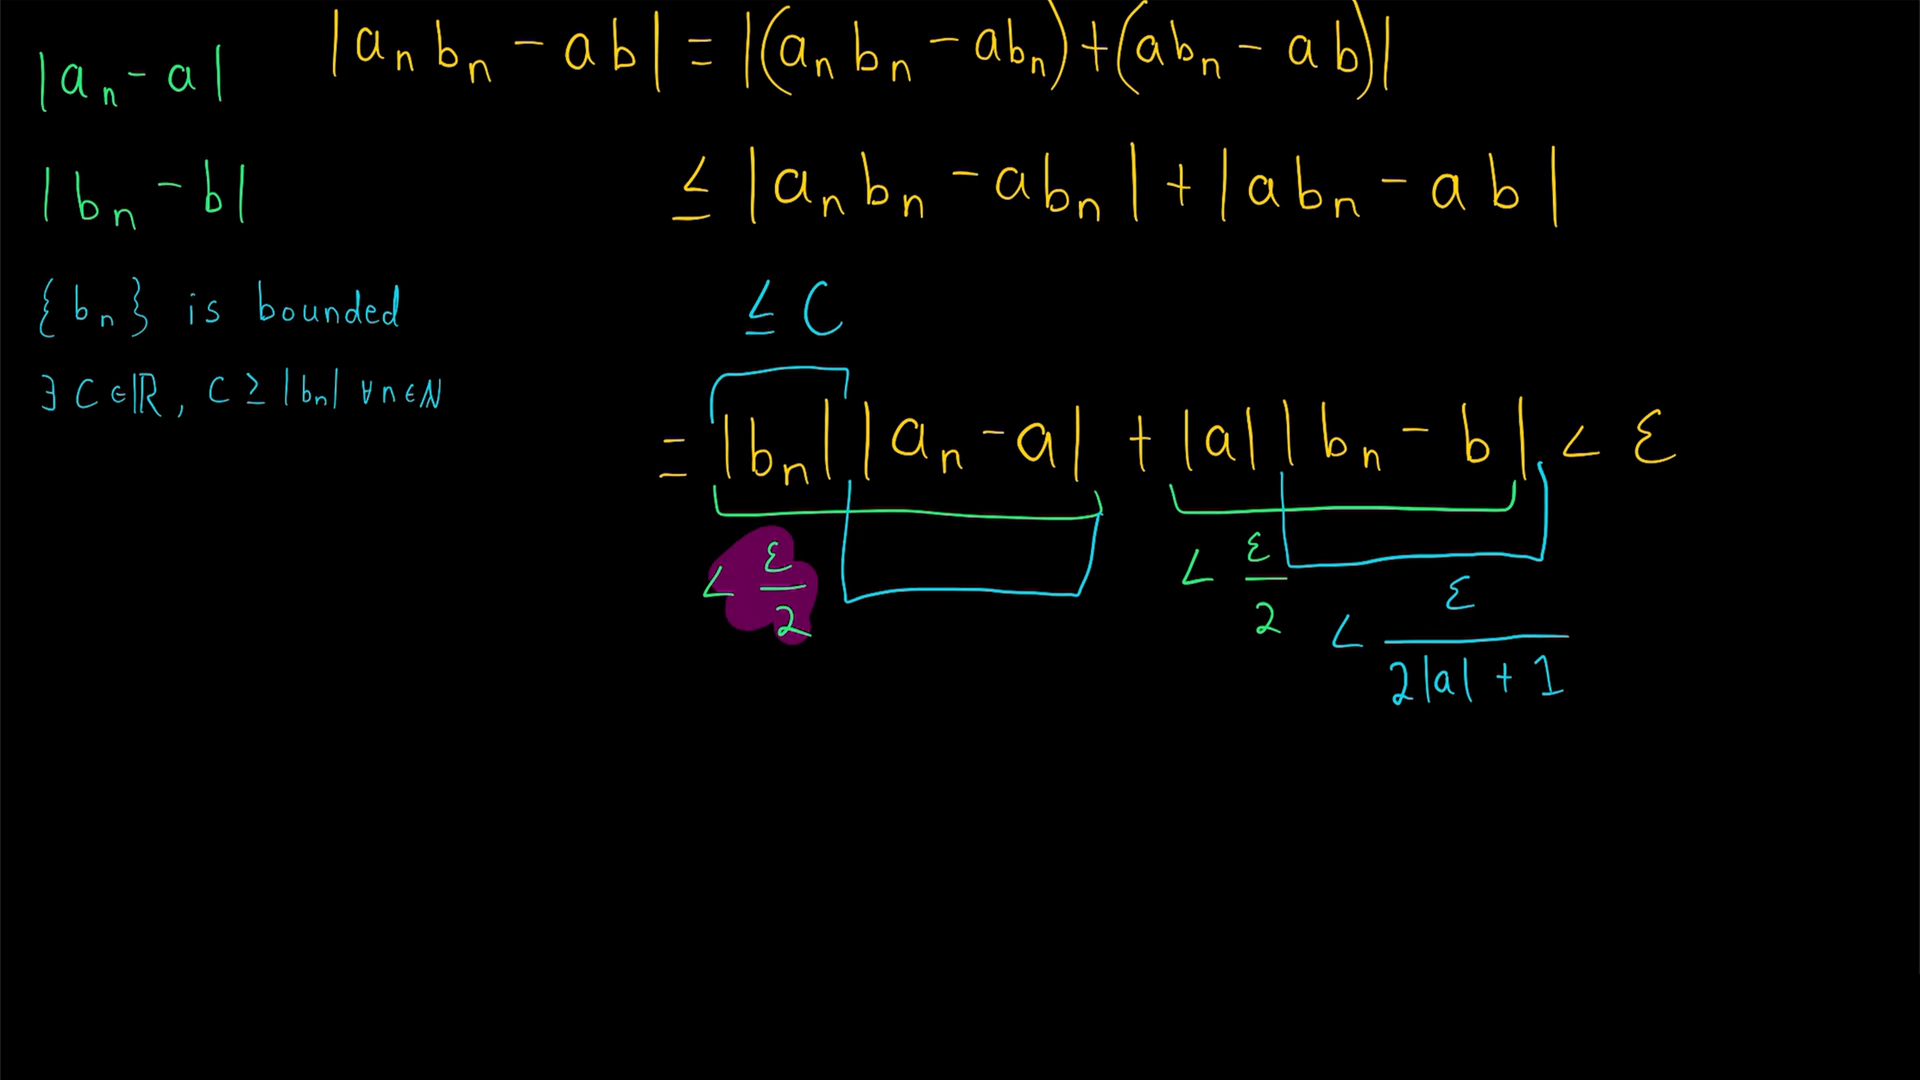 |aₙ - a|
|aₙbₙ - ab| = |(aₙbₙ - abₙ) + (abₙ - ab)|
|bₙ - b|
≤ |aₙbₙ - abₙ| + |abₙ - ab|
{bₙ} is bounded
∃ C ∈ ℝ, C ≥ |bₙ| ∀ n ∈ ℕ
≤ C
= |bₙ||aₙ - a| + |a||bₙ - b| < ε
< ε/2
< ε/2
< ε/(2|a| + 1)